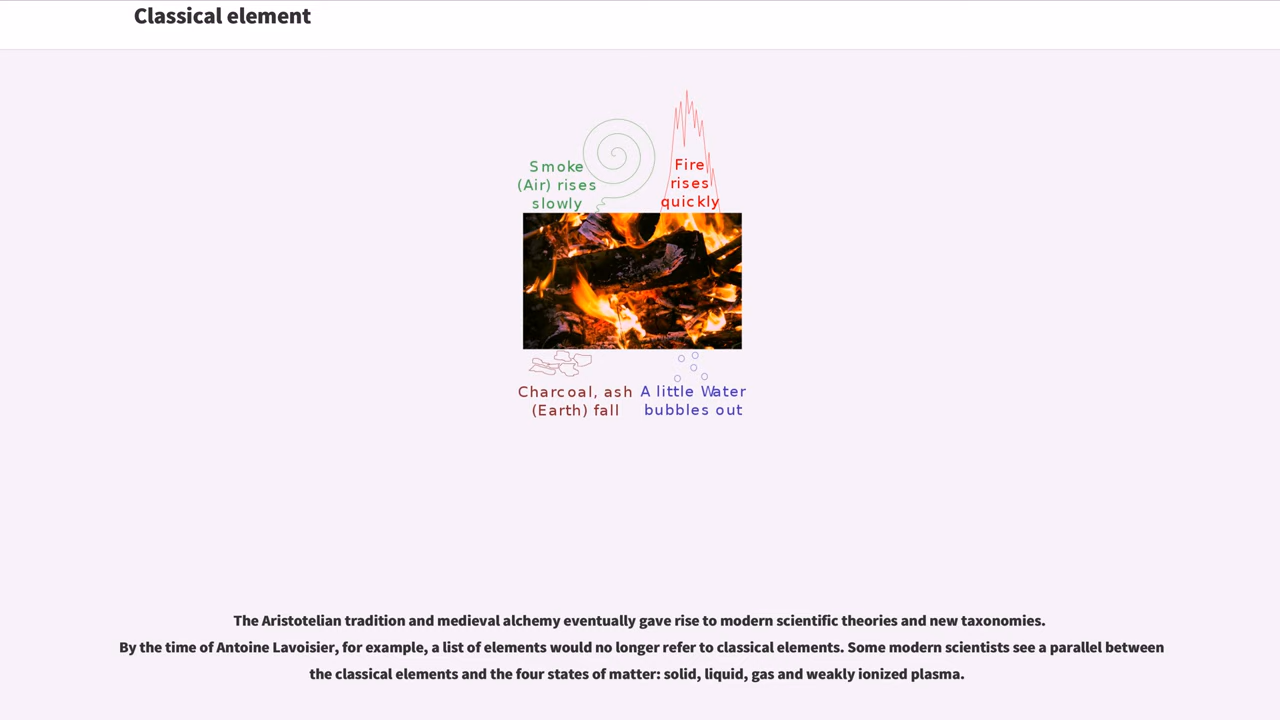 Classical element
Smoke
(Air) rises
slowly
Fire
rises
quickly
Charcoal, ash
(Earth) fall
A little Water
bubbles out
The Aristotelian tradition and medieval alchemy eventually gave rise to modern scientific theories and new taxonomies.
By the time of Antoine Lavoisier, for example, a list of elements would no longer refer to classical elements. Some modern scientists see a parallel between
the classical elements and the four states of matter: solid, liquid, gas and weakly ionized plasma.